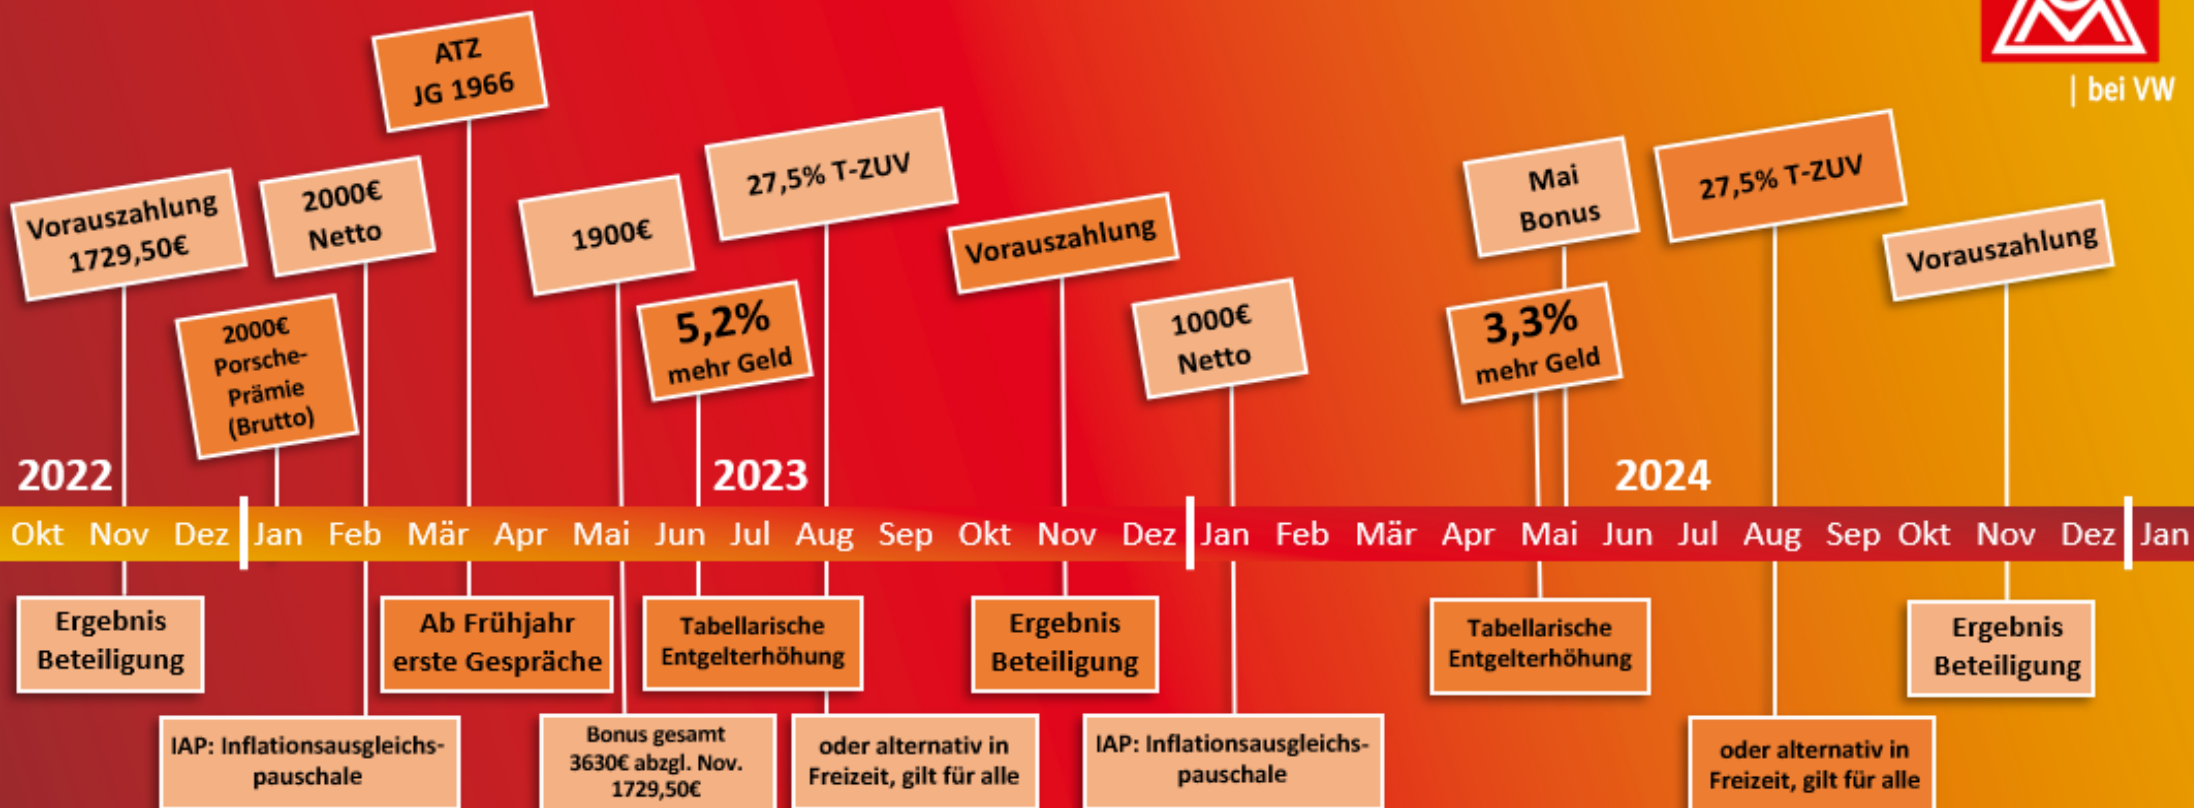 M
| bei VW
ATZ
JG 1966
Vorauszahlung
1729,50€
2000€
Netto
2000€
Porsche-
Prämie
(Brutto)
1900€
5,2%
mehr Geld
27,5% T-ZUV
Vorauszahlung
1000€
Netto
Mai
Bonus
3,3%
mehr Geld
27,5% T-ZUV
Vorauszahlung
2022
2023
2024
Okt Nov Dez Jan Feb Mär Apr Mai Jun Jul Aug Sep Okt Nov Dez Jan Feb Mär Apr Mai Jun Jul Aug Sep Okt Nov Dez Jan
Ergebnis
Beteiligung
Ab Frühjahr
erste Gespräche
Tabellarische
Entgelterhöhung
Ergebnis
Beteiligung
Tabellarische
Entgelterhöhung
Ergebnis
Beteiligung
IAP: Inflationsausgleichs-
pauschale
Bonus gesamt
3630€ abzgl. Nov.
1729,50€
oder alternativ in
Freizeit, gilt für alle
IAP: Inflationsausgleichs-
pauschale
oder alternativ in
Freizeit, gilt für alle